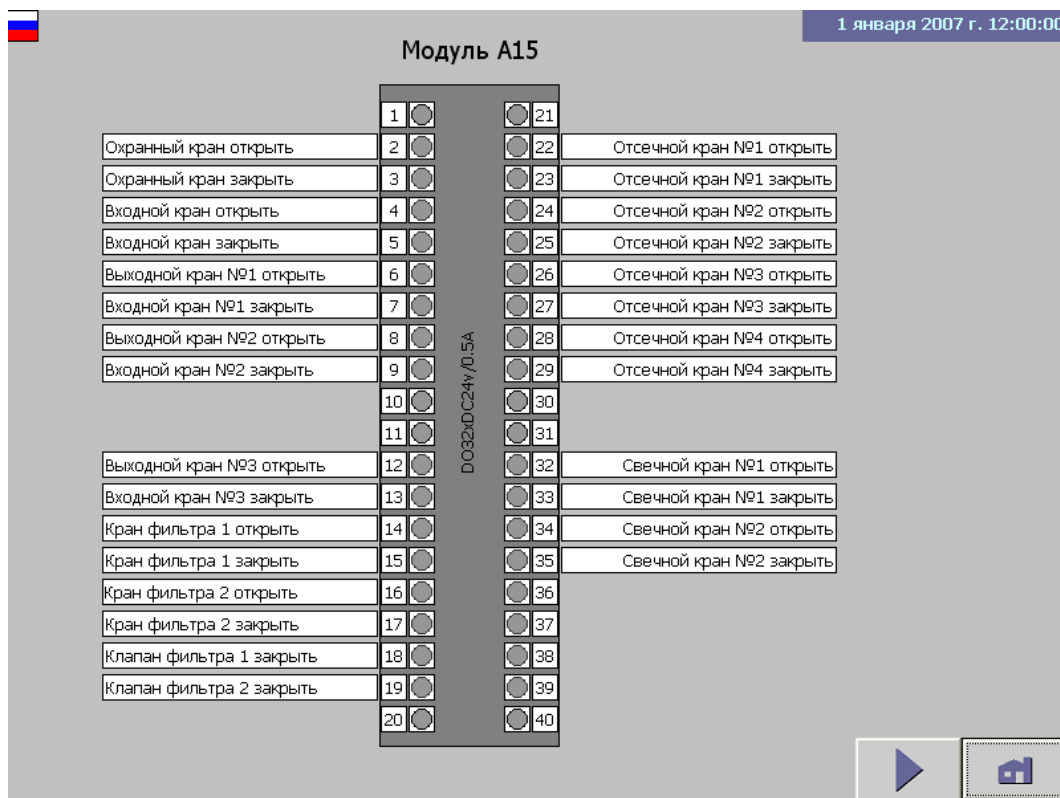 1 января 2007 г. 12:00:00
Модуль A15
1 21
Охранный кран открыть 2 22 Отсечной кран №1 открыть
Охранный кран закрыть 3 23 Отсечной кран №1 закрыть
Входной кран открыть 4 24 Отсечной кран №2 открыть
Входной кран закрыть 5 25 Отсечной кран №2 закрыть
Выходной кран №1 открыть 6 26 Отсечной кран №3 открыть
Входной кран №1 закрыть 7 27 Отсечной кран №3 закрыть
Выходной кран №2 открыть 8 28 Отсечной кран №4 открыть
Входной кран №2 закрыть 9 29 Отсечной кран №4 закрыть
10 30
11 31
DO32xDC24v/0.5A
Выходной кран №3 открыть 12 32 Свечной кран №1 открыть
Входной кран №3 закрыть 13 33 Свечной кран №1 закрыть
Кран фильтра 1 открыть 14 34 Свечной кран №2 открыть
Кран фильтра 1 закрыть 15 35 Свечной кран №2 закрыть
Кран фильтра 2 открыть 16 36
Кран фильтра 2 закрыть 17 37
Клапан фильтра 1 закрыть 18 38
Клапан фильтра 2 закрыть 19 39
20 40